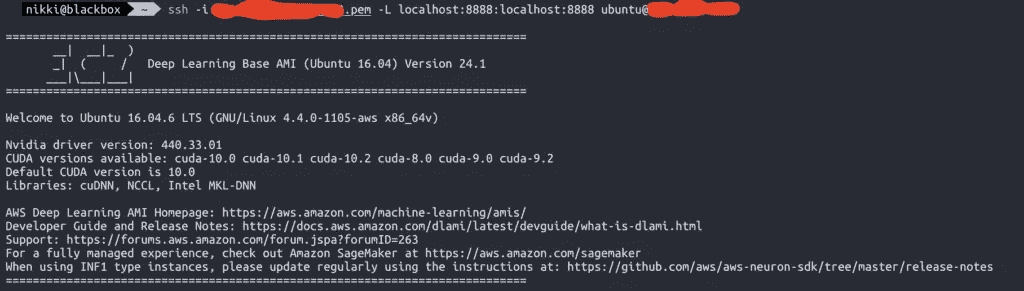 nikki@blackbox ~ ssh -i .pem -L localhost:8888:localhost:8888 ubuntu@
=============================================================================
__|  __|_  )
_|  (     /   Deep Learning Base AMI (Ubuntu 16.04) Version 24.1
___|\___|___|
=============================================================================
Welcome to Ubuntu 16.04.6 LTS (GNU/Linux 4.4.0-1105-aws x86_64v)
Nvidia driver version: 440.33.01
CUDA versions available: cuda-10.0 cuda-10.1 cuda-10.2 cuda-8.0 cuda-9.0 cuda-9.2
Default CUDA version is 10.0
Libraries: cuDNN, NCCL, Intel MKL-DNN
AWS Deep Learning AMI Homepage: https://aws.amazon.com/machine-learning/amis/
Developer Guide and Release Notes: https://docs.aws.amazon.com/dlami/latest/devguide/what-is-dlami.html
Support: https://forums.aws.amazon.com/forum.jspa?forumID=263
For a fully managed experience, check out Amazon SageMaker at https://aws.amazon.com/sagemaker
When using INF1 type instances, please update regularly using the instructions at: https://github.com/aws/aws-neuron-sdk/tree/master/release-notes
=============================================================================